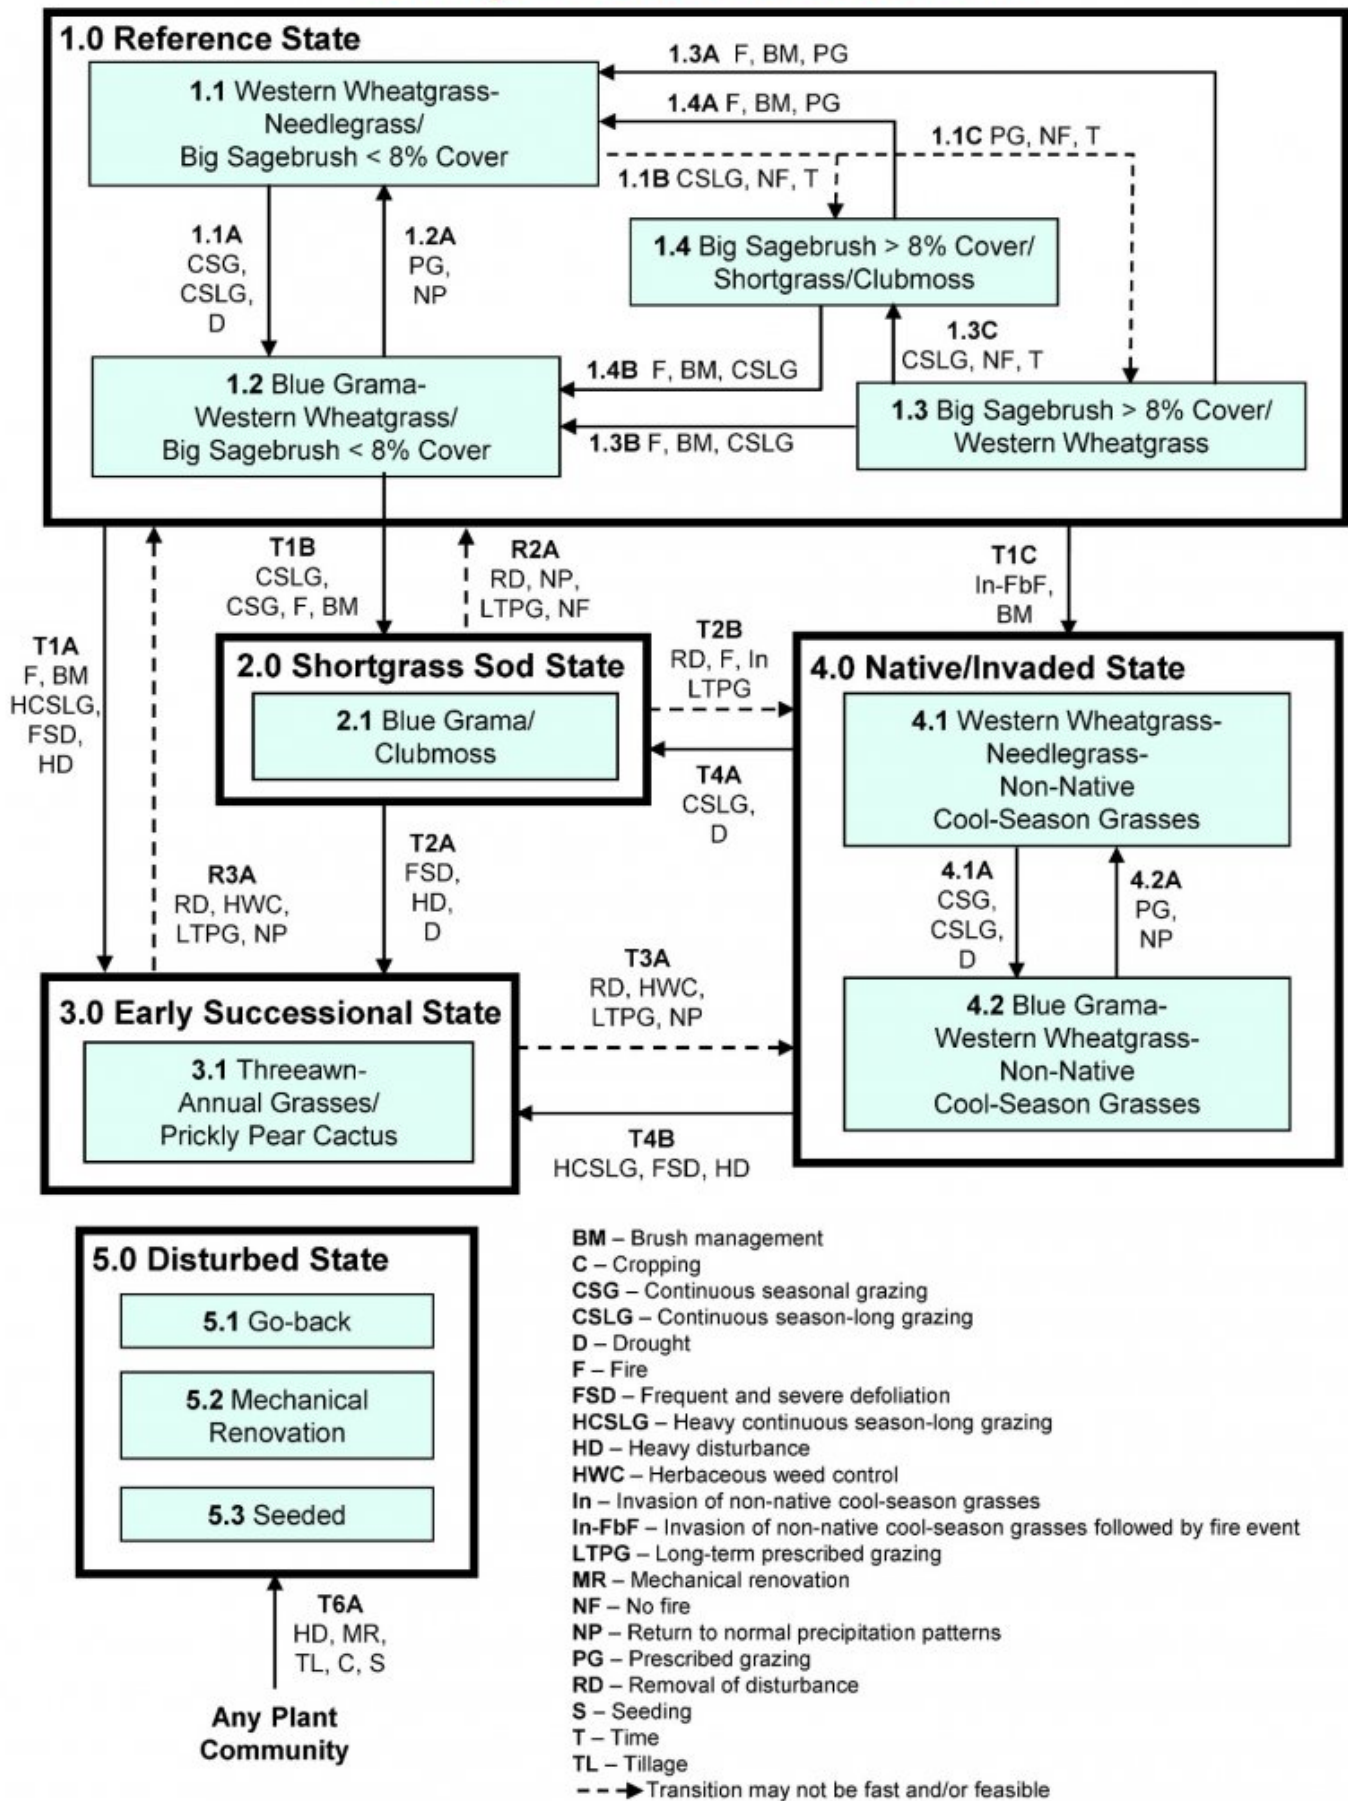 1.0 Reference State
1.1 Western Wheatgrass-
Needlegrass/
Big Sagebrush < 8% Cover
1.3A F, BM, PG
1.4A F, BM, PG
1.1C PG, NF, T
1.1B CSLG, NF, T
1.1A
CSG,
CSLG,
D
1.2A
PG,
NP
1.4 Big Sagebrush > 8% Cover/
Shortgrass/Clubmoss
1.3C
CSLG, NF, T
1.4B F, BM, CSLG
1.2 Blue Grama-
Western Wheatgrass/
Big Sagebrush < 8% Cover
1.3 Big Sagebrush > 8% Cover/
Western Wheatgrass
1.3B F, BM, CSLG
T1B
CSLG,
CSG, F, BM
R2A
RD, NP,
LTPG, NF
T1C
In-FbF,
BM
T1A
F, BM
HCSLG,
FSD,
HD
2.0 Shortgrass Sod State
2.1 Blue Grama/
Clubmoss
T2B
RD, F, In
LTPG
T4A
CSLG,
D
4.0 Native/Invaded State
4.1 Western Wheatgrass-
Needlegrass-
Non-Native
Cool-Season Grasses
4.1A
CSG,
CSLG,
D
4.2A
PG,
NP
4.2 Blue Grama-
Western Wheatgrass-
Non-Native
Cool-Season Grasses
T2A
FSD,
HD,
D
R3A
RD, HWC,
LTPG, NP
T3A
RD, HWC,
LTPG, NP
3.0 Early Successional State
3.1 Threeawn-
Annual Grasses/
Prickly Pear Cactus
T4B
HCSLG, FSD, HD
5.0 Disturbed State
5.1 Go-back
5.2 Mechanical
Renovation
5.3 Seeded
T6A
HD, MR,
TL, C, S
Any Plant
Community
BM – Brush management
C – Cropping
CSG – Continuous seasonal grazing
CSLG – Continuous season-long grazing
D – Drought
F – Fire
FSD – Frequent and severe defoliation
HCSLG – Heavy continuous season-long grazing
HD – Heavy disturbance
HWC – Herbaceous weed control
In – Invasion of non-native cool-season grasses
In-FbF – Invasion of non-native cool-season grasses followed by fire event
LTPG – Long-term prescribed grazing
MR – Mechanical renovation
NF – No fire
NP – Return to normal precipitation patterns
PG – Prescribed grazing
RD – Removal of disturbance
S – Seeding
T – Time
TL – Tillage
Transition may not be fast and/or feasible